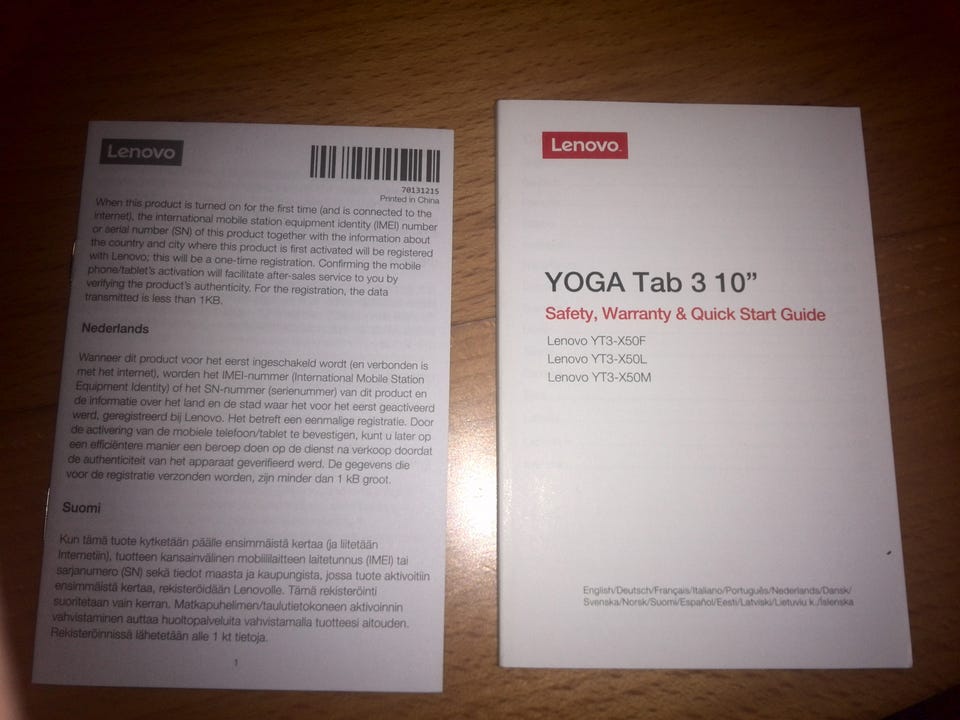 Lenovo
70131215
Printed in China
When this product is turned on for the first time (and is connected to the
internet), the international mobile station equipment identity (IMEI) number
or serial number (SN) of this product together with the information about
the country and city where this product is first activated will be registered
with Lenovo; this will be a one-time registration. Confirming the mobile
phone/tablet's activation will facilitate after-sales service to you by
verifying the product's authenticity. For the registration, the data
transmitted is less than 1KB.
Nederlands
Wanneer dit product voor het eerst ingeschakeld wordt (en verbonden is
met het internet), worden het IMEI-nummer (International Mobile Station
Equipment Identity) of het SN-nummer (serienummer) van dit product en
de informatie over het land en de stad waar het voor het eerst geactiveerd
werd, geregistreerd bij Lenovo. Het betreft een eenmalige registratie. Door
de activering van de mobiele telefoon/tablet te bevestigen, kunt u later op
een efficiëntere manier een beroep doen op de dienst na verkoop doordat
de authenticiteit van het apparaat geverifieerd werd. De gegevens die
voor de registratie verzonden worden, zijn minder dan 1 kB groot.
Suomi
Kun tämä tuote kytketään päälle ensimmäistä kertaa (ja liitetään
Internetiin), tuotteen kansainvälinen mobiililaitteen laitetunnus (IMEI) tai
sarjanumero (SN) sekä tiedot maasta ja kaupungista, jossa tuote aktivoitiin
ensimmäistä kertaa, rekisteröidään Lenovolle. Tämä rekisteröinti
suoritetaan vain kerran. Matkapuhelimen/taulutietokoneen aktivoinnin
vahvistaminen auttaa huoltopalveluita vahvistamalla tuotteesi aitouden.
Rekisteröinnissä lähetetään alle 1 kt tietoja.
1
Lenovo
YOGA Tab 3 10”
Safety, Warranty & Quick Start Guide
Lenovo YT3-X50F
Lenovo YT3-X50L
Lenovo YT3-X50M
English/Deutsch/Français/Italiano/Português/Nederlands/Dansk/
Svenska/Norsk/Suomi/Español/Eesti/Latviski/Lietuvių k./Íslenska